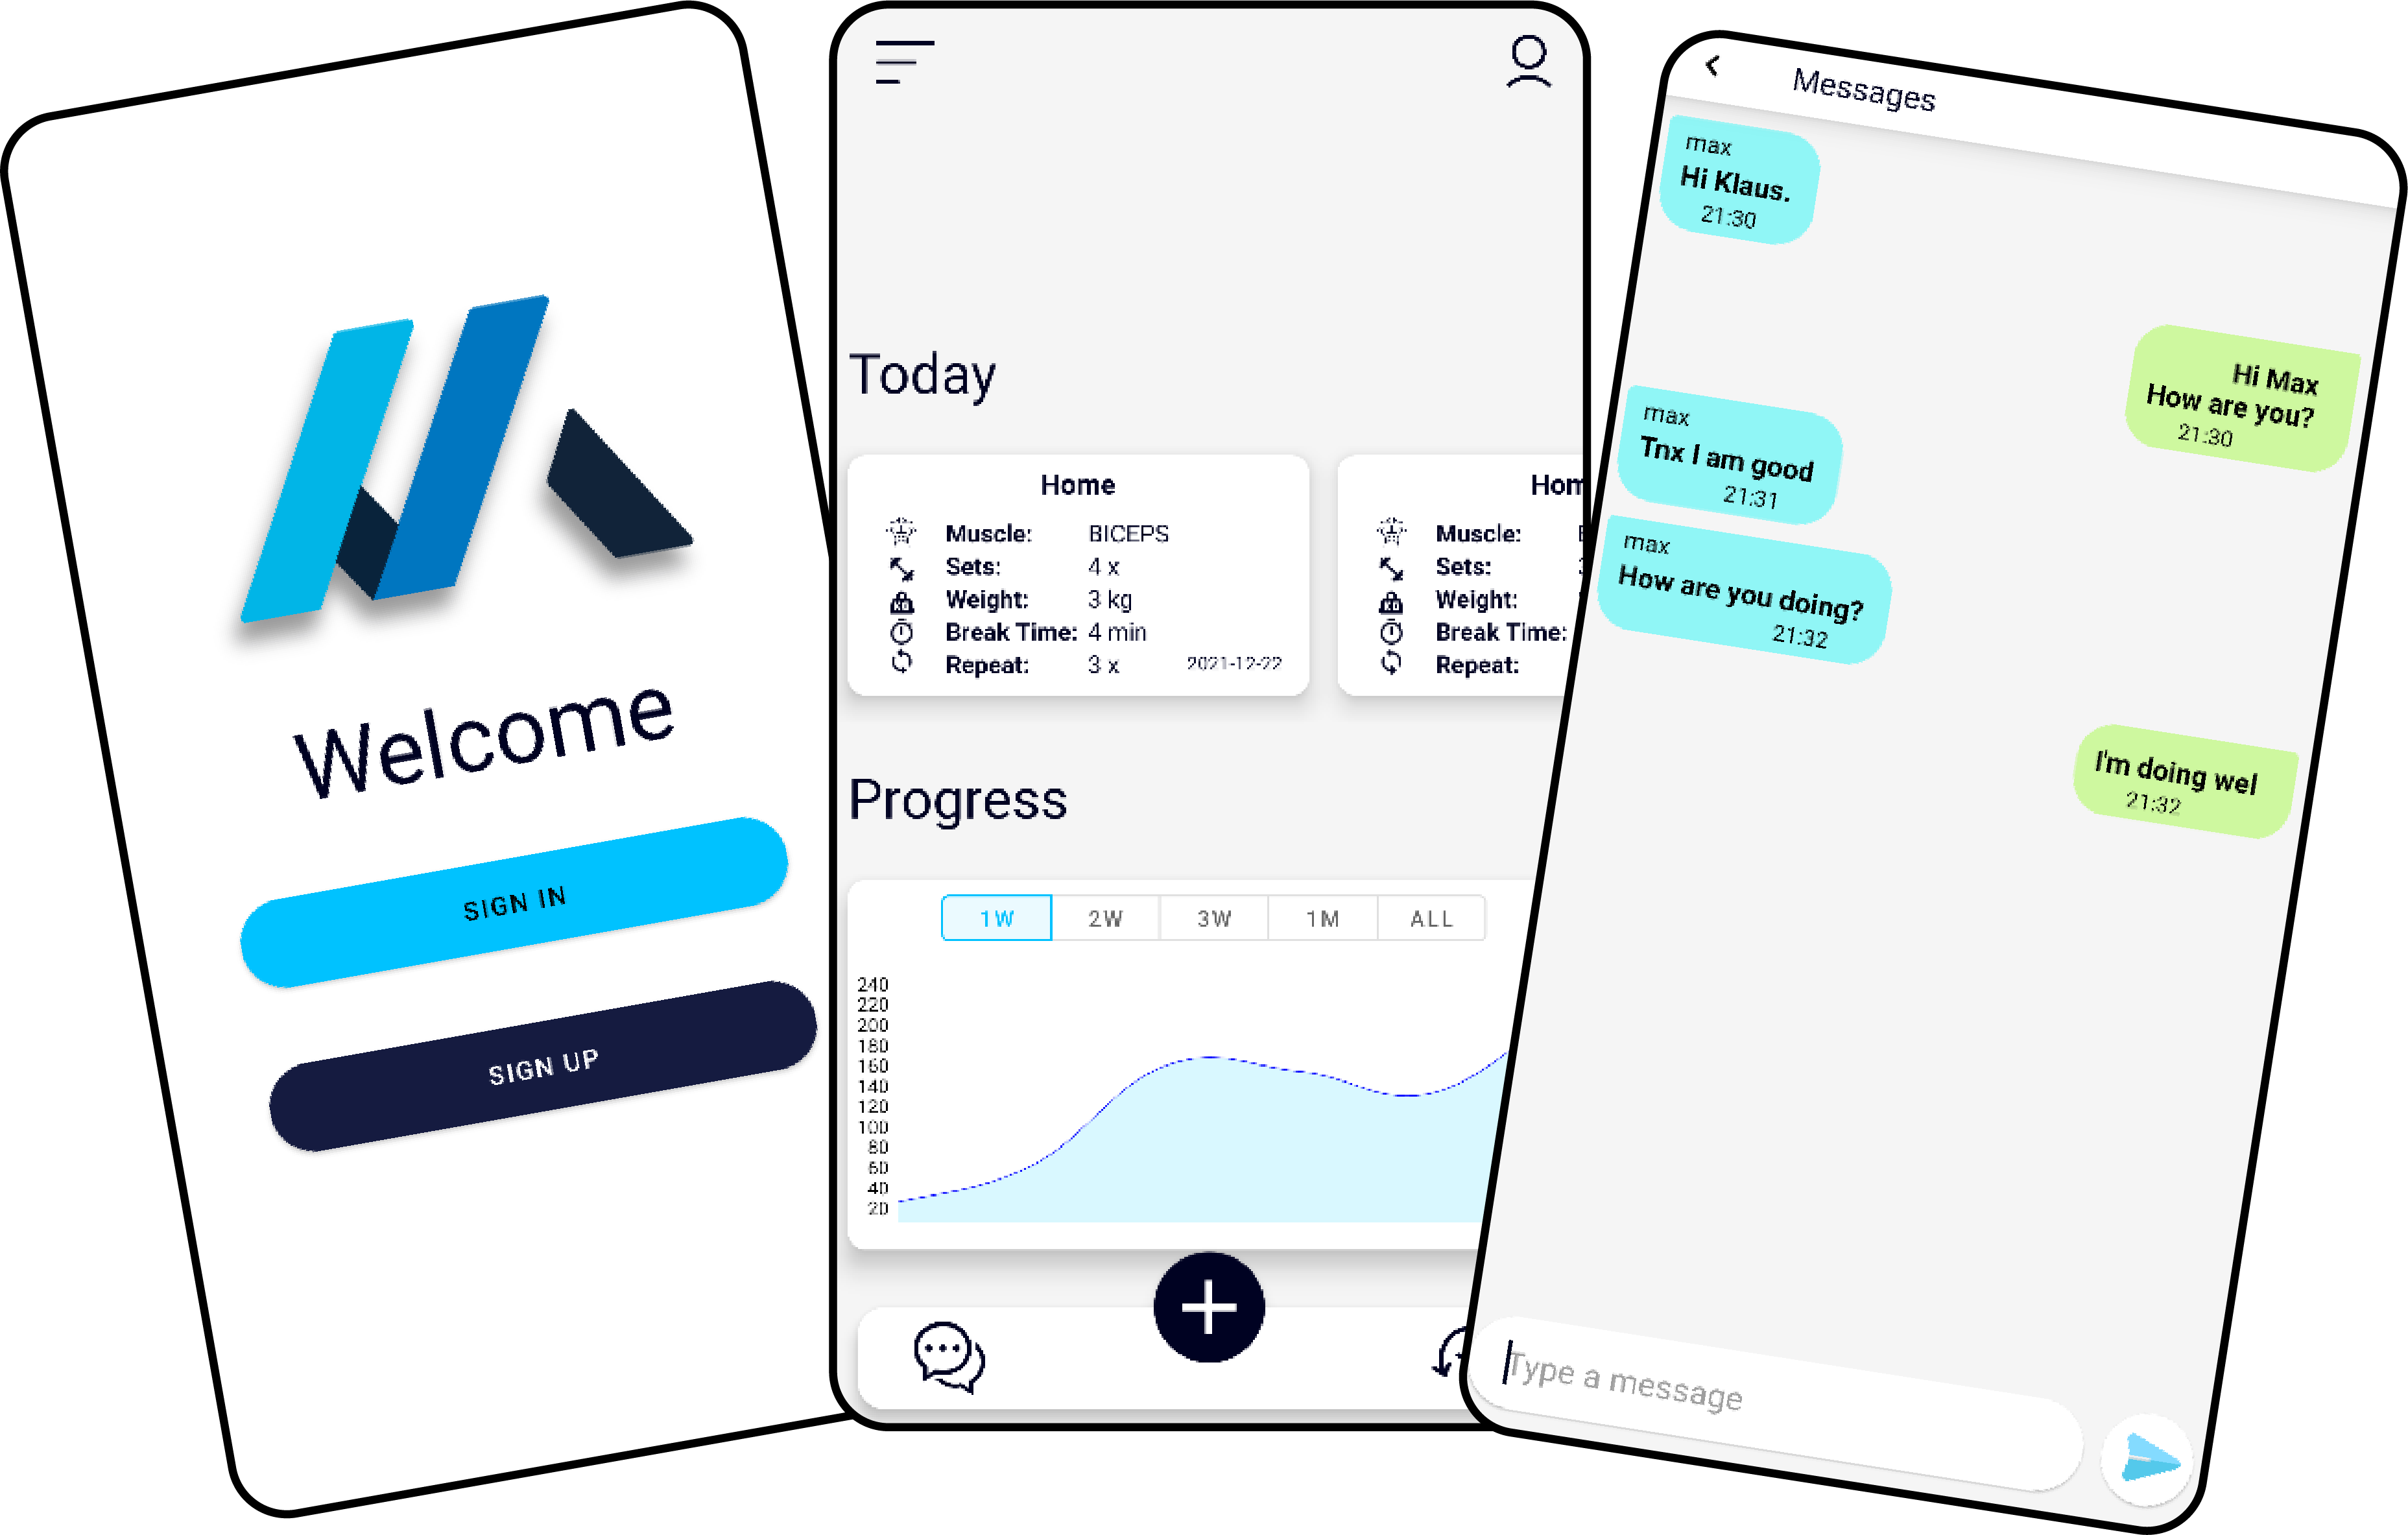 Welcome
SIGN IN
SIGN UP
Today
Home
Muscle: BICEPS
Sets: 4 x
Weight: 3 kg
Break Time: 4 min
Repeat: 3 x 2021-12-22
Muscle:
Sets:
Weight:
Break Time:
Repeat:
Progress
1W 2W 3W 1M ALL
240
220
200
180
160
140
120
100
80
60
40
20
Messages
max
Hi Klaus.
21:30
Hi Max
How are you?
21:30
max
Tnx I am good
21:31
max
How are you doing?
21:32
I'm doing wel
21:32
Type a message